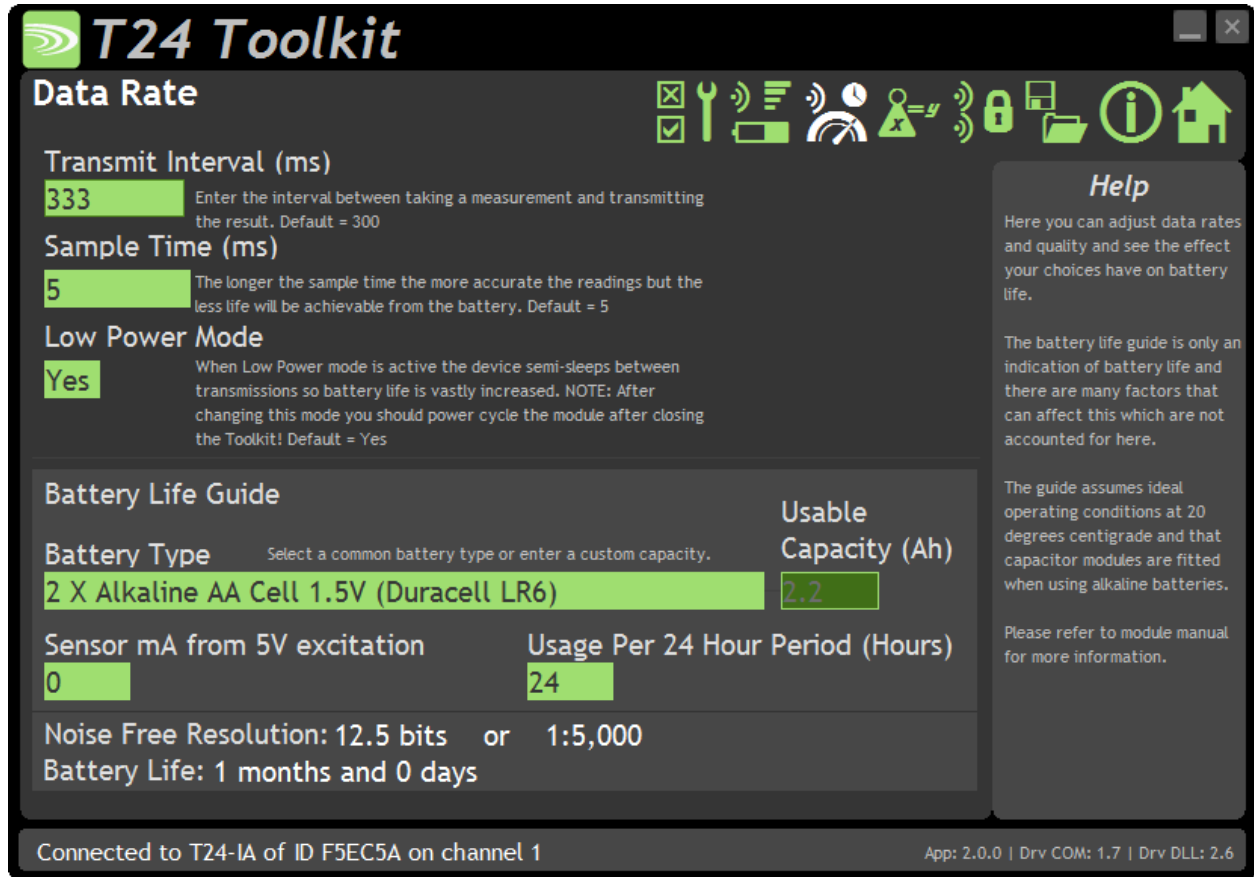 T24 Toolkit
Data Rate
x =y
Transmit Interval (ms)
333
Enter the interval between taking a measurement and transmitting
the result. Default = 300
Sample Time (ms)
5
The longer the sample time the more accurate the readings but the
less life will be achievable from the battery. Default = 5
Low Power Mode
Yes
When Low Power mode is active the device semi-sleeps between
transmissions so battery life is vastly increased. NOTE: After
changing this mode you should power cycle the module after closing
the Toolkit! Default = Yes
Battery Life Guide
Battery Type
Select a common battery type or enter a custom capacity.
2 X Alkaline AA Cell 1.5V (Duracell LR6)
Usable
Capacity (Ah)
2.2
Sensor mA from 5V excitation
0
Usage Per 24 Hour Period (Hours)
24
Noise Free Resolution: 12.5 bits or 1:5,000
Battery Life: 1 months and 0 days
Help
Here you can adjust data rates
and quality and see the effect
your choices have on battery
life.
The battery life guide is only an
indication of battery life and
there are many factors that
can affect this which are not
accounted for here.
The guide assumes ideal
operating conditions at 20
degrees centigrade and that
capacitor modules are fitted
when using alkaline batteries.
Please refer to module manual
for more information.
Connected to T24-IA of ID F5EC5A on channel 1
App: 2.0.0 | Drv COM: 1.7 | Drv DLL: 2.6